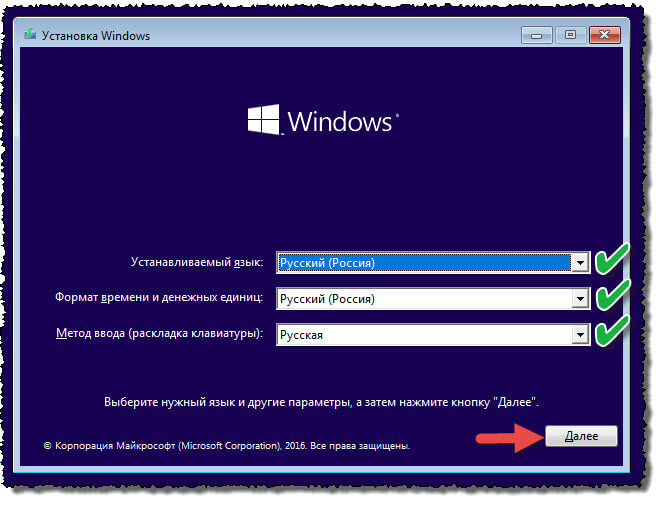 Установка Windows
Windows
Устанавливаемый язык: Русский (Россия)
Формат времени и денежных единиц: Русский (Россия)
Метод ввода (раскладка клавиатуры): Русская
Выберите нужный язык и другие параметры, а затем нажмите кнопку "Далее".
Далее
© Корпорация Майкрософт (Microsoft Corporation), 2016. Все права защищены.